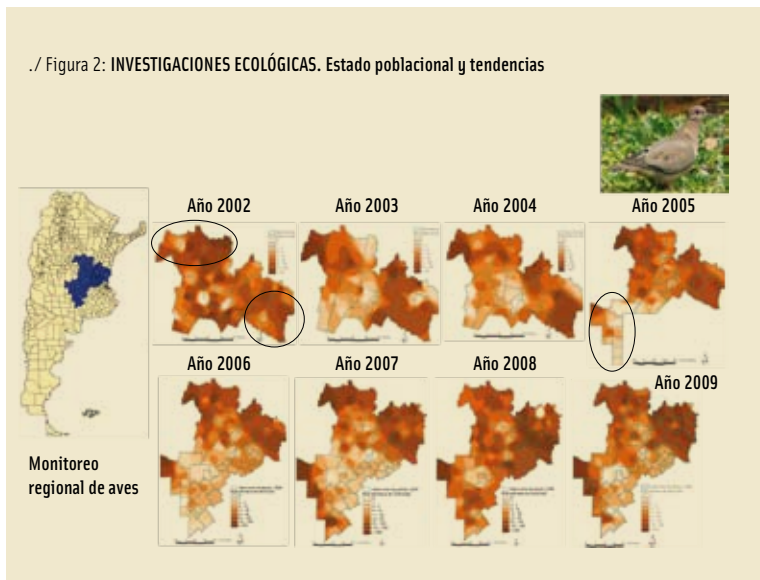 ./ Figura 2: INVESTIGACIONES ECOLÓGICAS. Estado poblacional y tendencias
Año 2002
Año 2003
Año 2004
Año 2005
Año 2006
Año 2007
Año 2008
Año 2009
Monitoreo
regional de aves